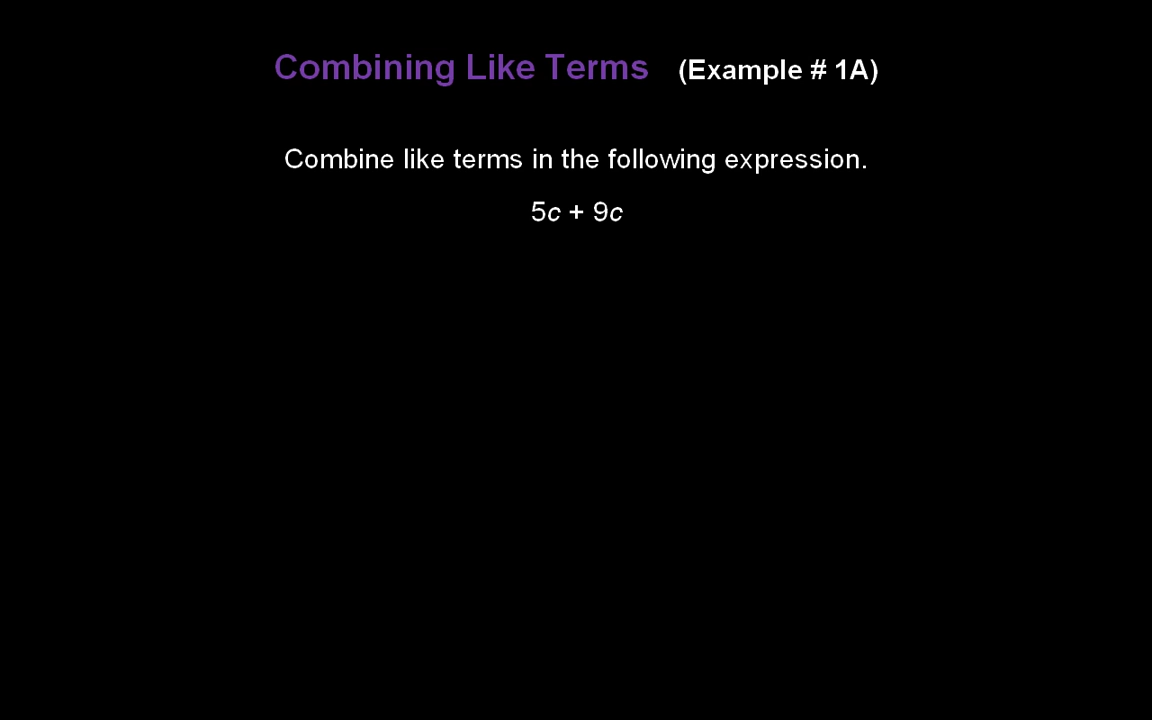 Combining Like Terms (Example # 1A)
Combine like terms in the following expression.
5c + 9c